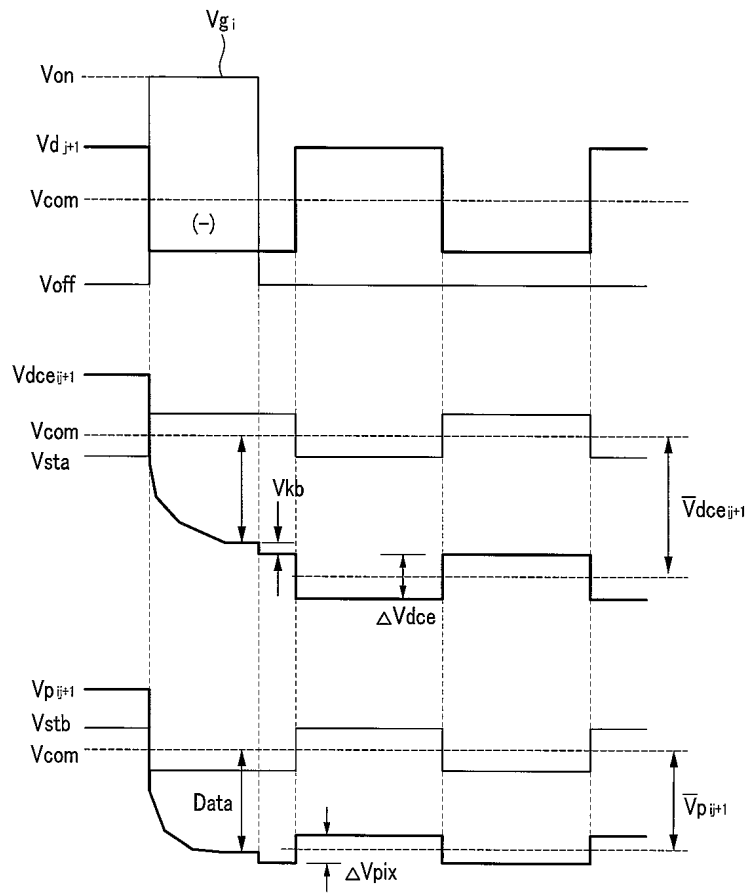 Vgi
Von
Vdj+1
Vcom
(-)
Voff
Vdceij+1
Vcom
Vsta
Vkb
V̄dceij+1
△Vdce
Vpij+1
Vstb
Vcom
Data
V̄pij+1
△Vpix